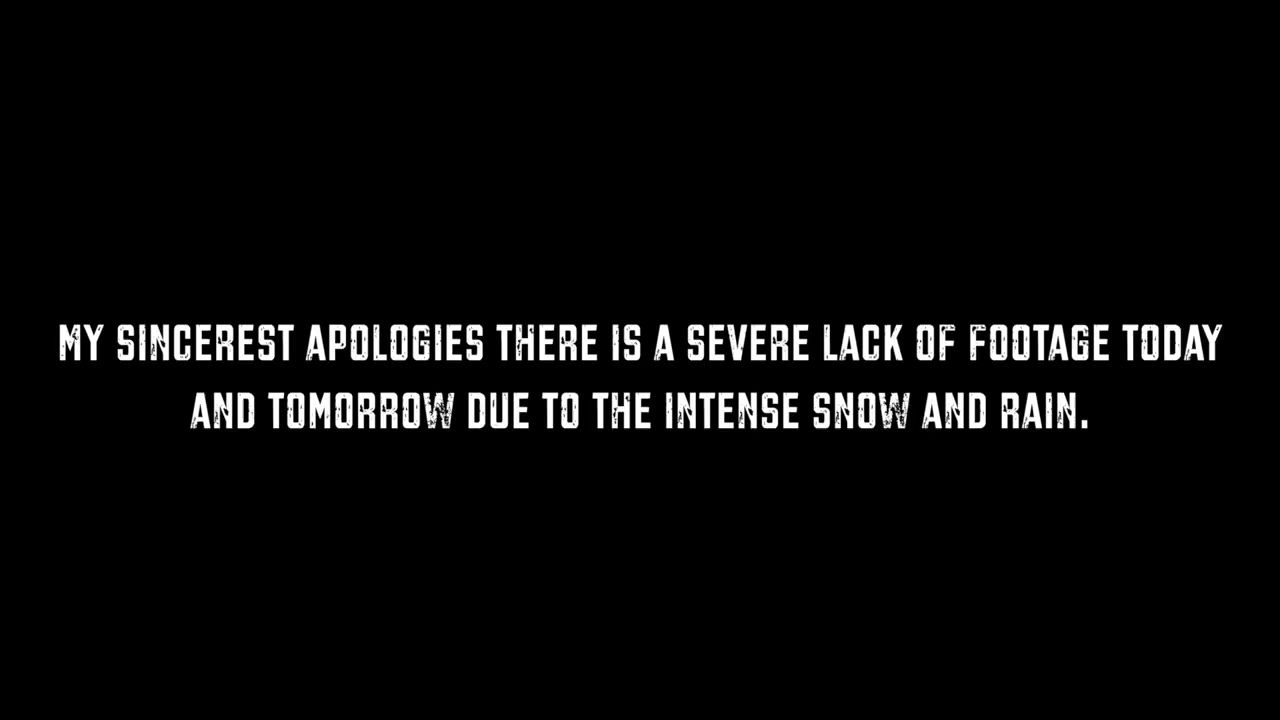 MY SINCEREST APOLOGIES THERE IS A SEVERE LACK OF FOOTAGE TODAY
AND TOMORROW DUE TO THE INTENSE SNOW AND RAIN.